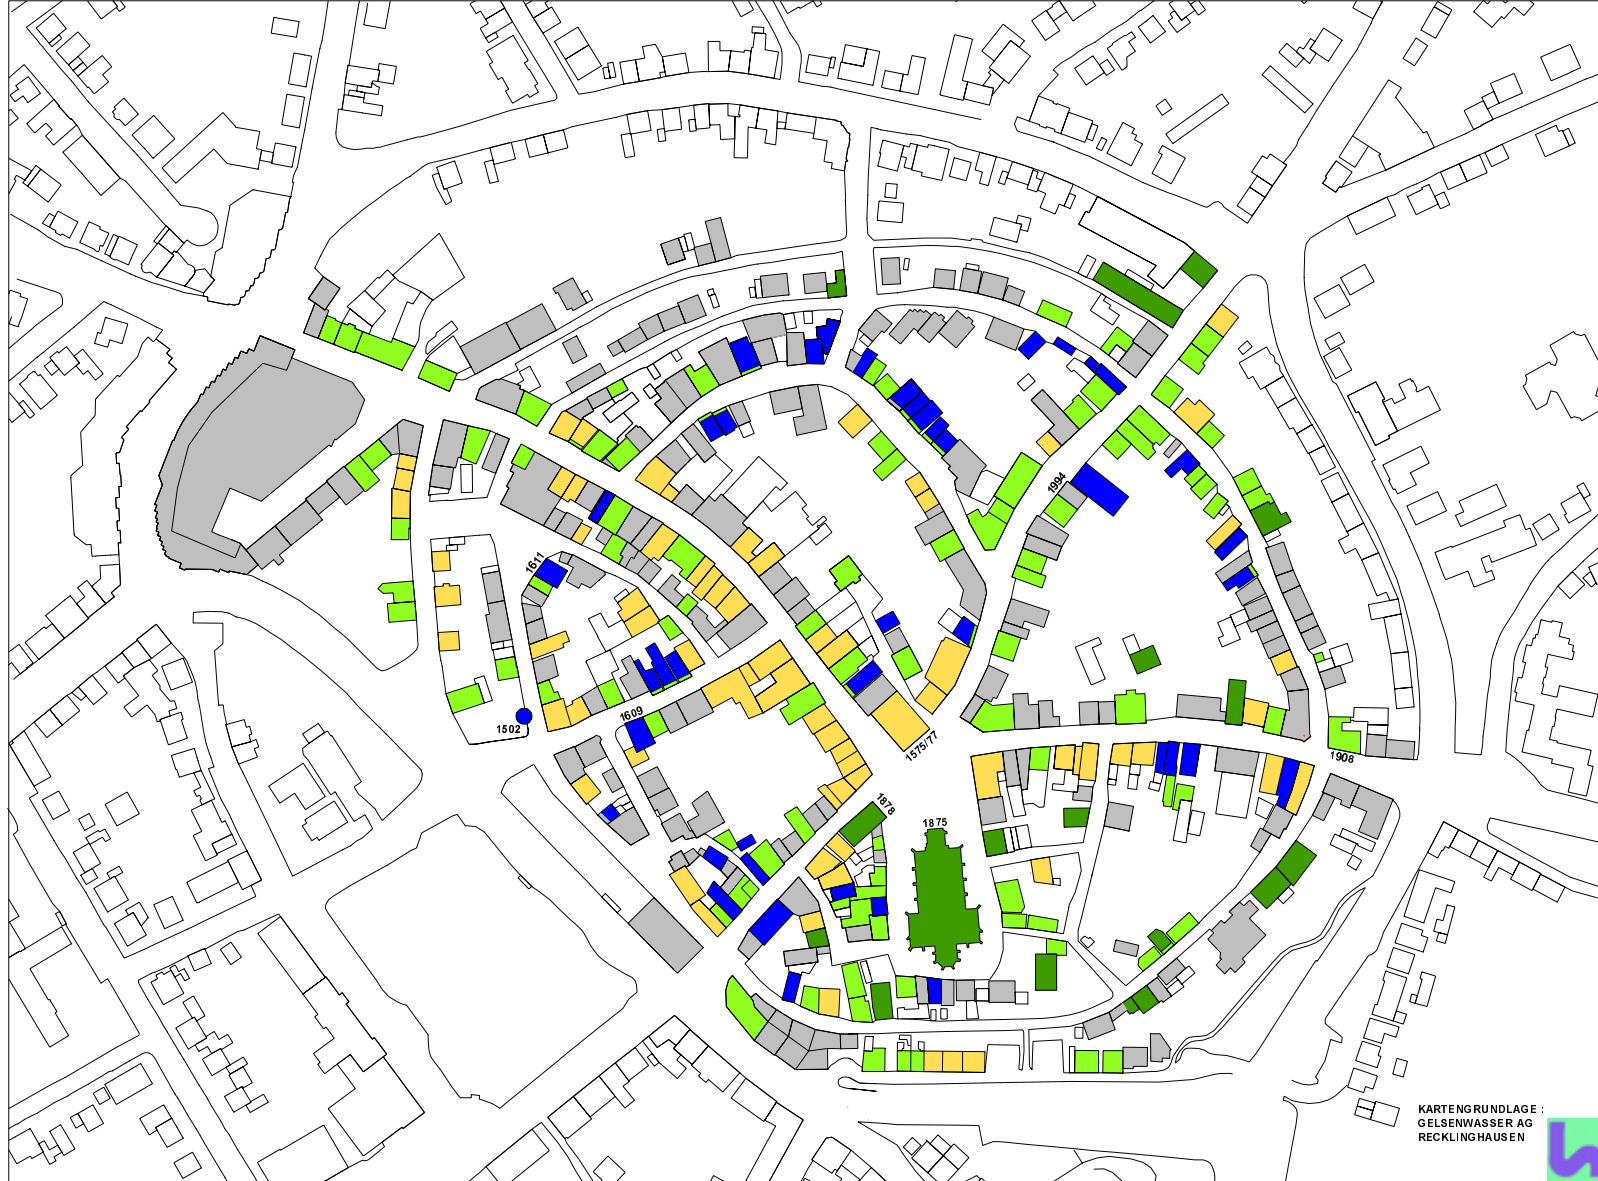 1994
1611
1502
1609
1575/77
1908
1878
1875
KARTENGRUNDLAGE :
GELSENWASSER AG
RECKLINGHAUSEN